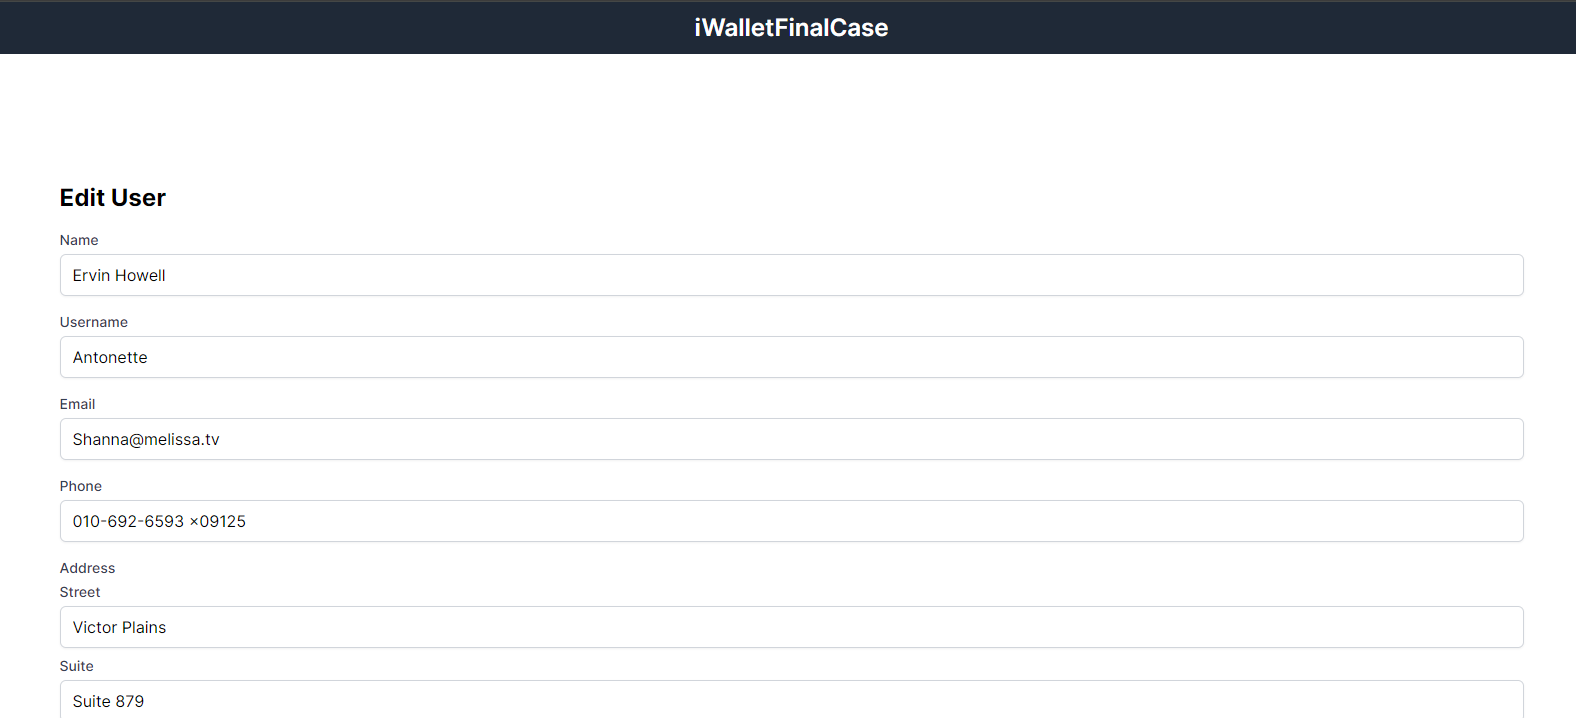 iWalletFinalCase
Edit User
Name
Ervin Howell
Username
Antonette
Email
Shanna@melissa.tv
Phone
010-692-6593 x09125
Address
Street
Victor Plains
Suite
Suite 879